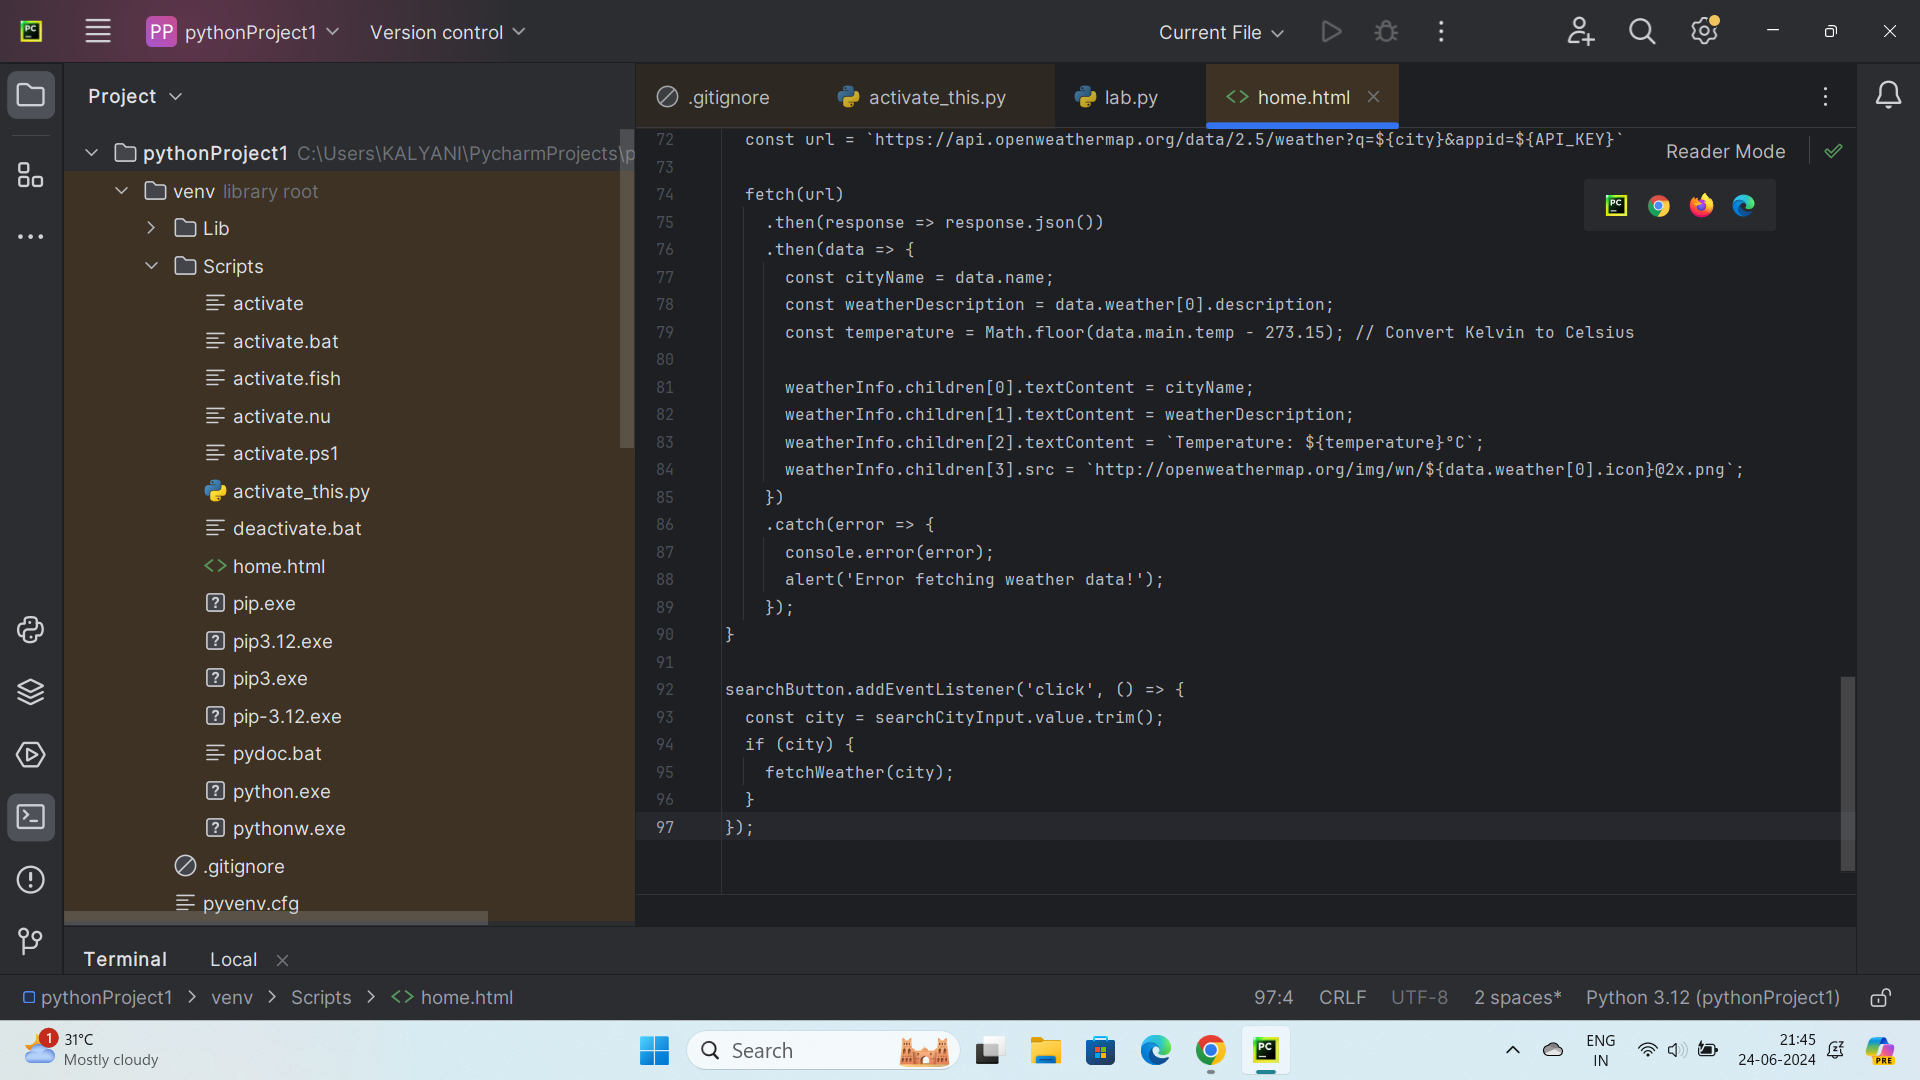 PC
PP pythonProject1
Version control
Current File
Project
.gitignore
activate_this.py
lab.py
<> home.html
pythonProject1 C:\Users\KALYANI\PycharmProjects\p
venv library root
Lib
Scripts
activate
activate.bat
activate.fish
activate.nu
activate.ps1
activate_this.py
deactivate.bat
<> home.html
? pip.exe
? pip3.12.exe
? pip3.exe
? pip-3.12.exe
pydoc.bat
? python.exe
? pythonw.exe
.gitignore
pyvenv.cfg
72 const url = `https://api.openweathermap.org/data/2.5/weather?q=${city}&appid=${API_KEY}`
Reader Mode
73
74 fetch(url)
PC
75 .then(response => response.json())
76 .then(data => {
77 const cityName = data.name;
78 const weatherDescription = data.weather[0].description;
79 const temperature = Math.floor(data.main.temp - 273.15); // Convert Kelvin to Celsius
80
81 weatherInfo.children[0].textContent = cityName;
82 weatherInfo.children[1].textContent = weatherDescription;
83 weatherInfo.children[2].textContent = `Temperature: ${temperature}°C`;
84 weatherInfo.children[3].src = `http://openweathermap.org/img/wn/${data.weather[0].icon}@2x.png`;
85 })
86 .catch(error => {
87 console.error(error);
88 alert('Error fetching weather data!');
89 });
90 }
91
92 searchButton.addEventListener('click', () => {
93 const city = searchCityInput.value.trim();
94 if (city) {
95 fetchWeather(city);
96 }
97 });
Terminal
Local
pythonProject1 > venv > Scripts > <> home.html
97:4
CRLF
UTF-8
2 spaces*
Python 3.12 (pythonProject1)
1
31°C
Mostly cloudy
Search
PC
ENG
IN
21:45
24-06-2024
PRE